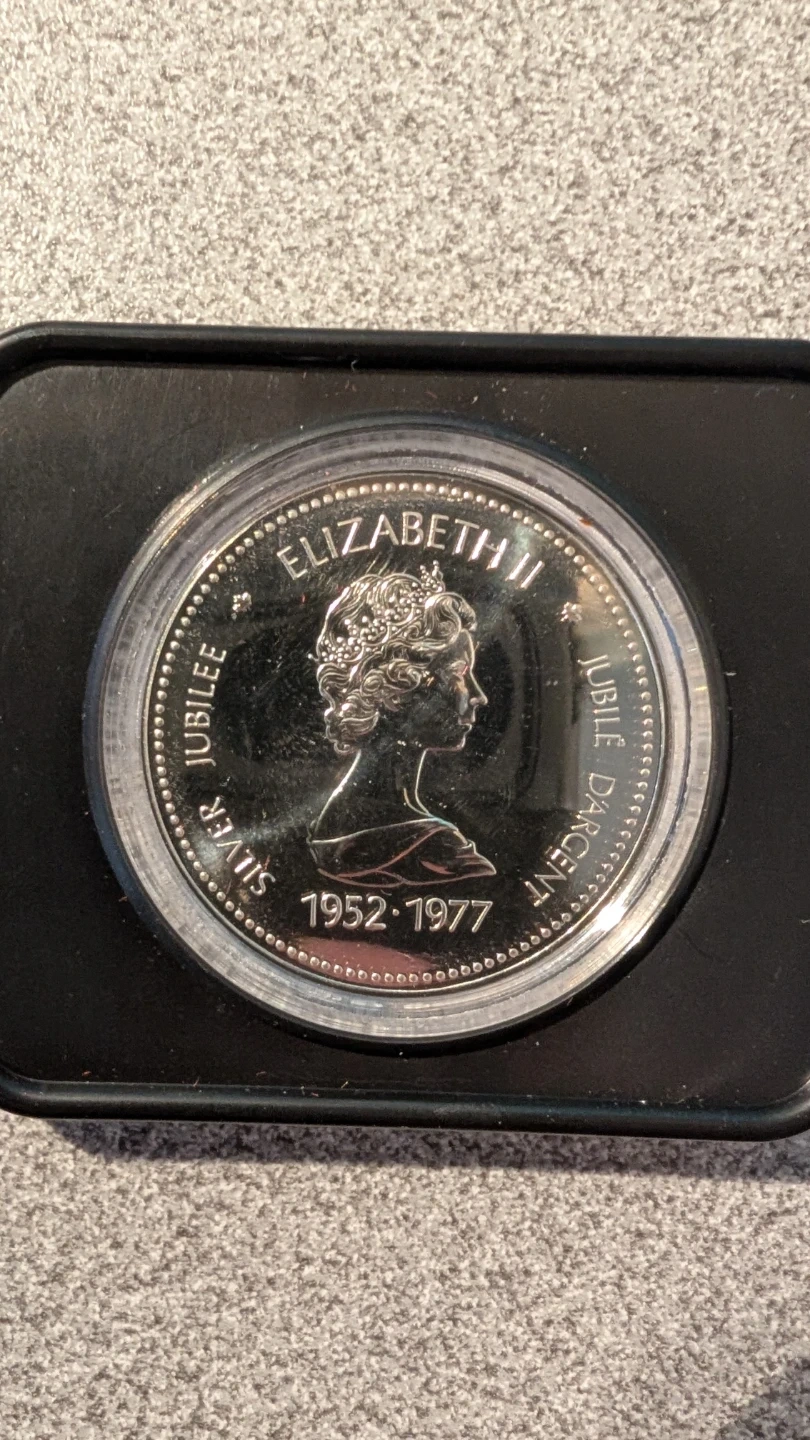 ELIZABETH II
SILVER JUBILEE
JUBILÉ D'ARGENT
1952·1977